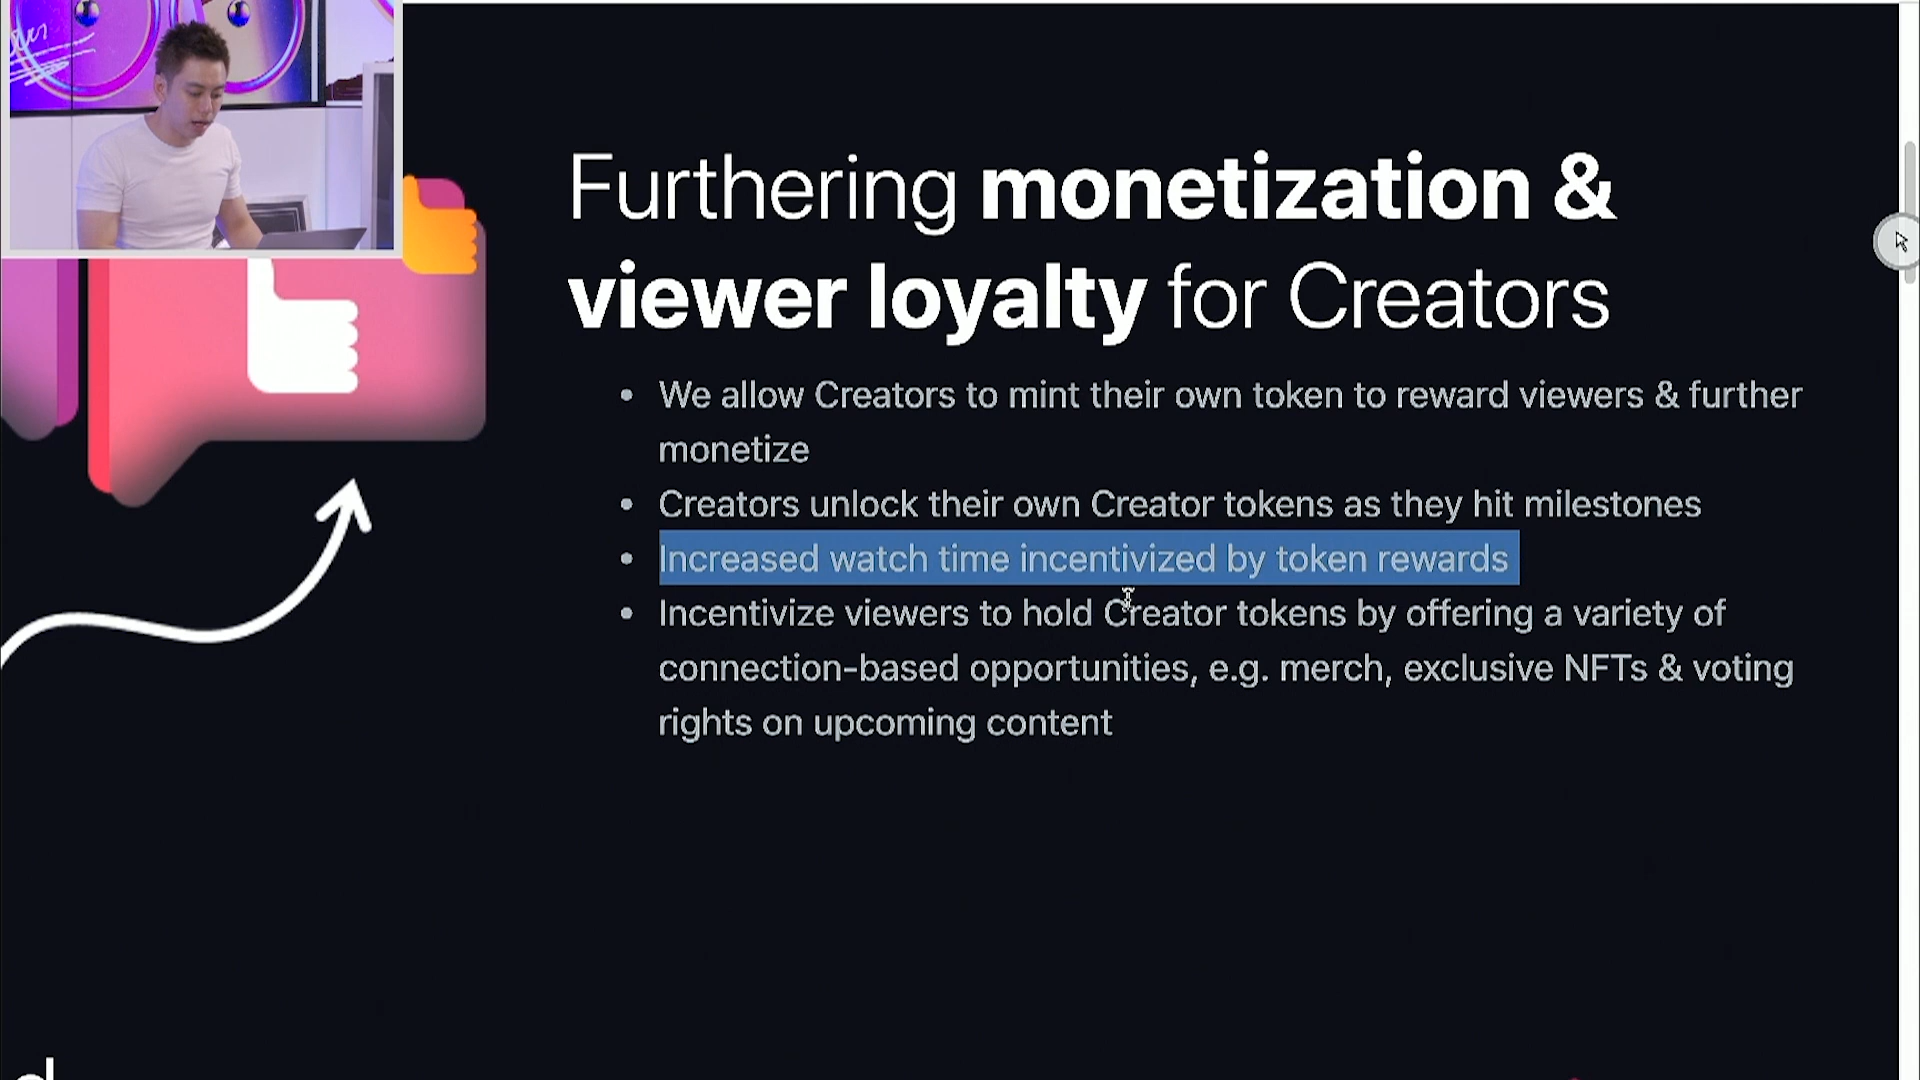 Furthering monetization &
viewer loyalty for Creators
• We allow Creators to mint their own token to reward viewers & further
monetize
• Creators unlock their own Creator tokens as they hit milestones
• Increased watch time incentivized by token rewards
• Incentivize viewers to hold Creator tokens by offering a variety of
connection-based opportunities, e.g. merch, exclusive NFTs & voting
rights on upcoming content